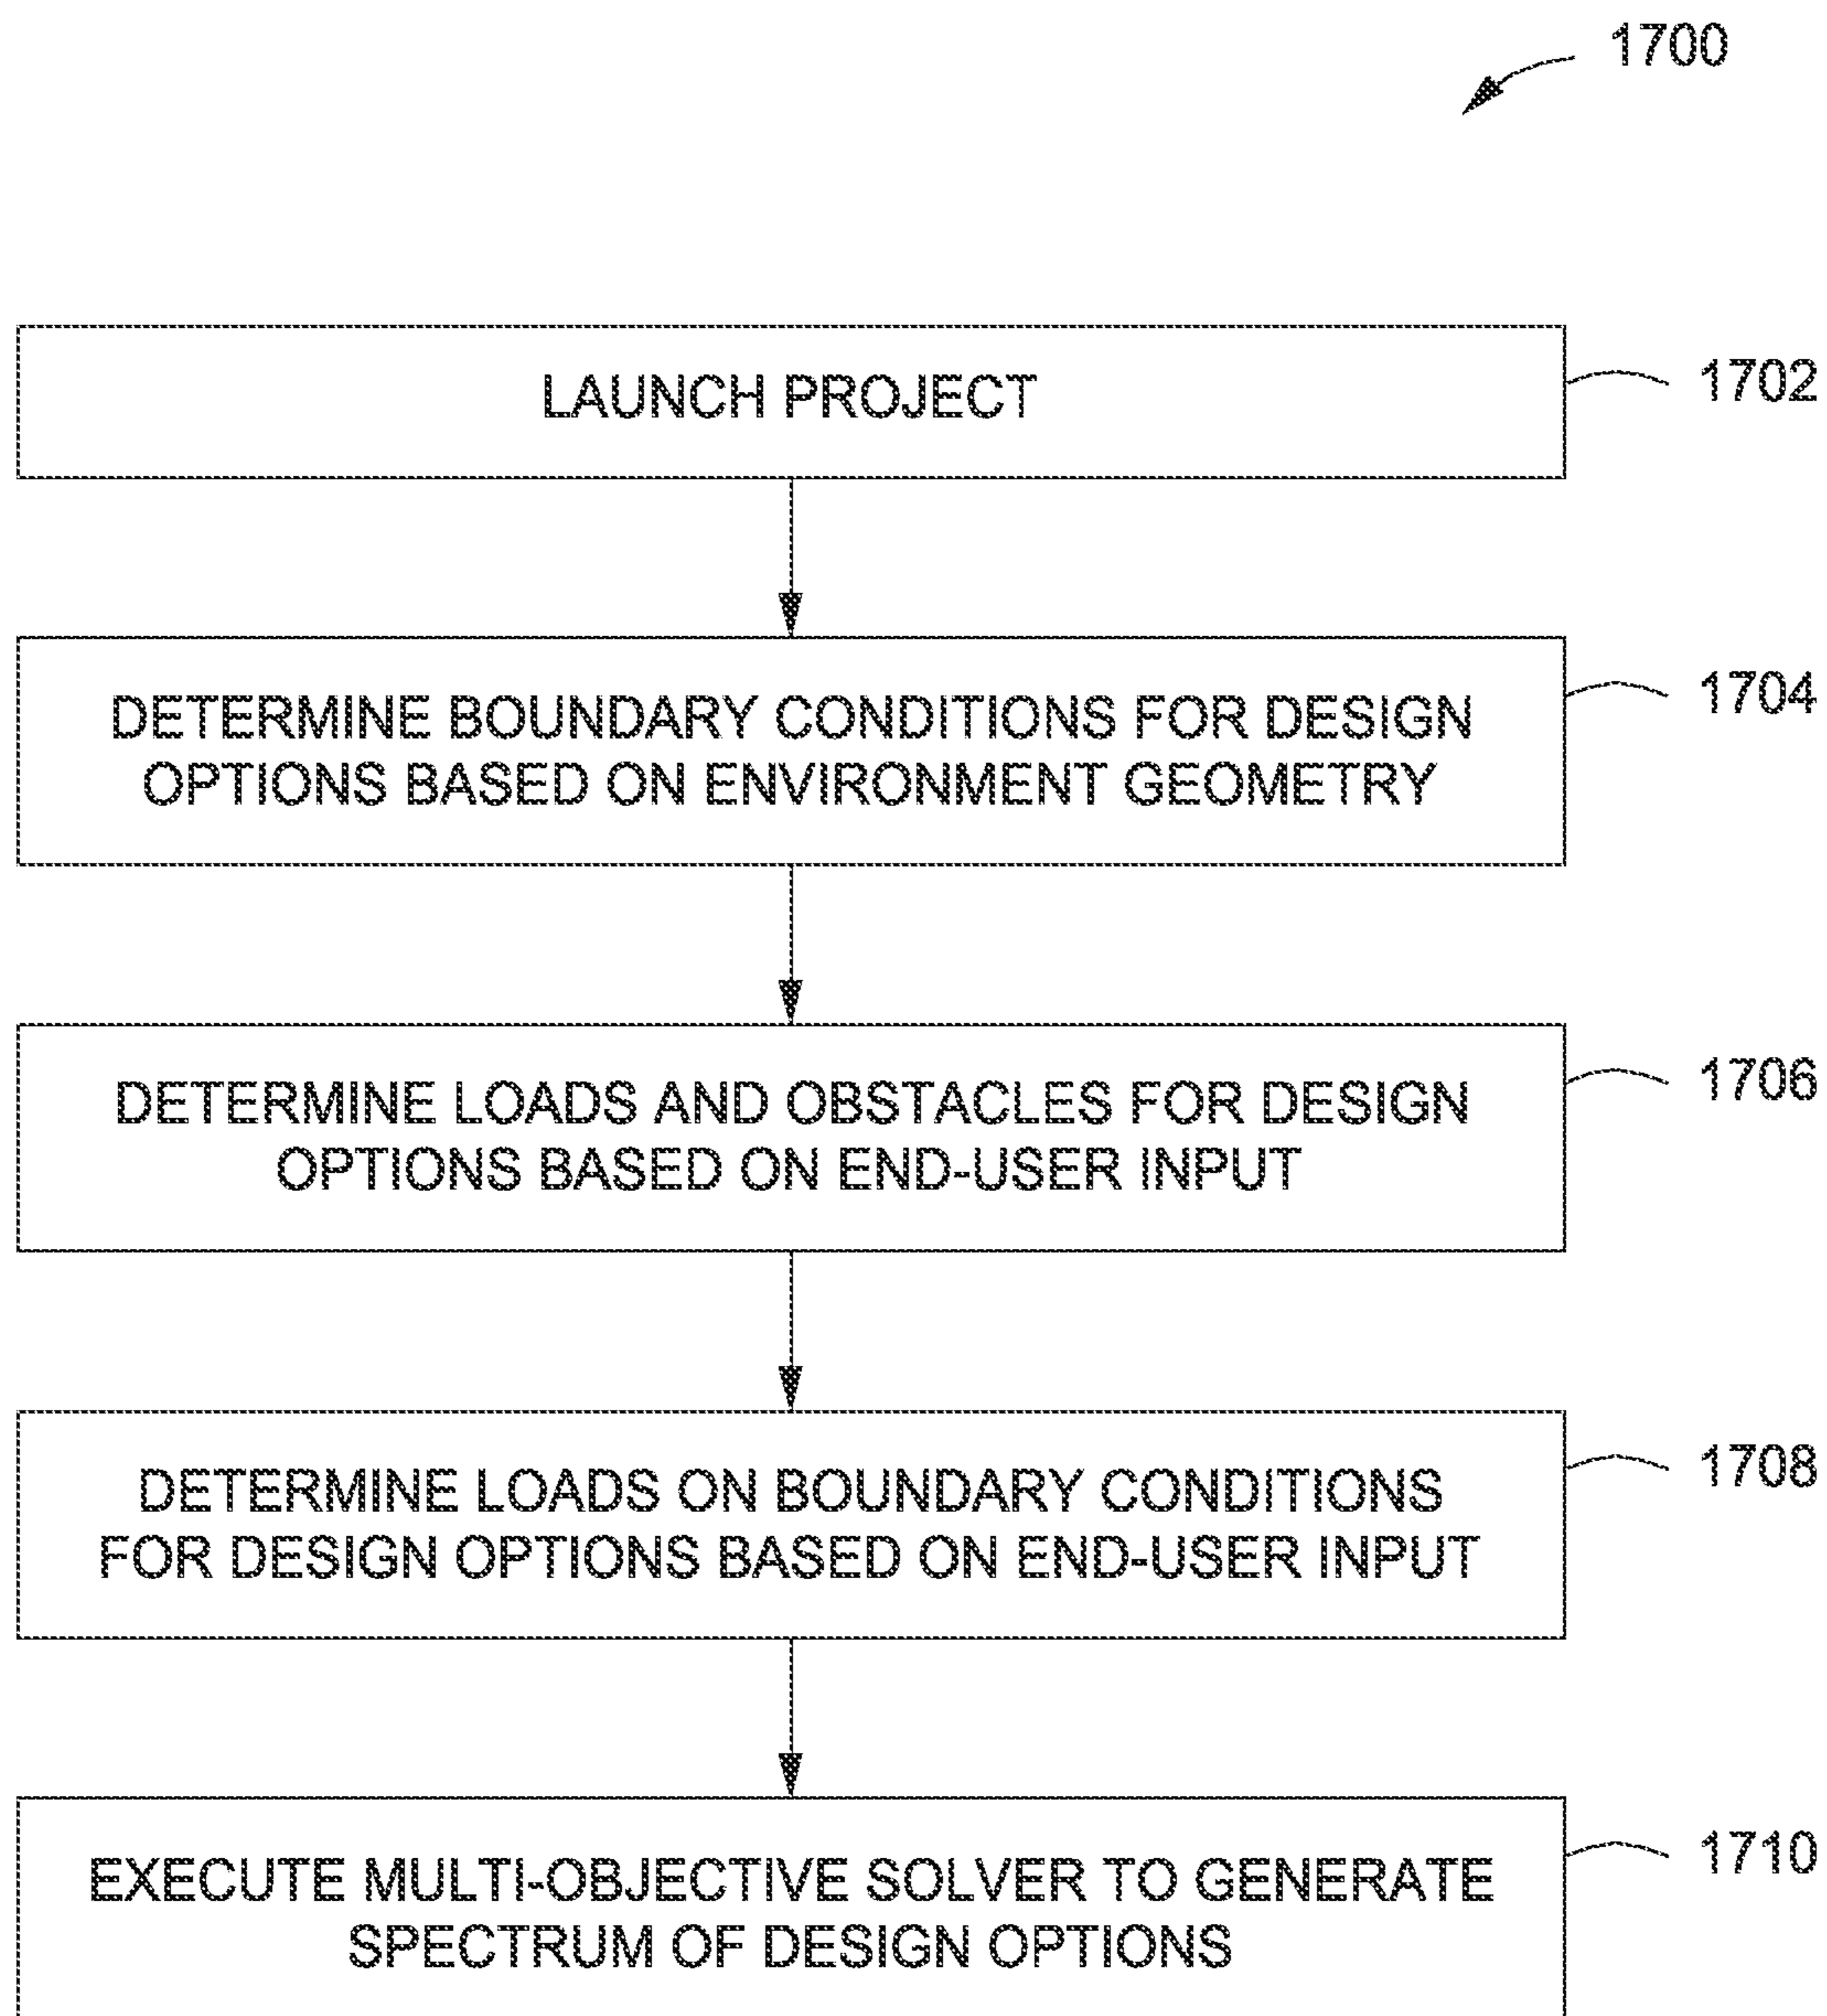 1700
LAUNCH PROJECT
1702
DETERMINE BOUNDARY CONDITIONS FOR DESIGN
OPTIONS BASED ON ENVIRONMENT GEOMETRY
1704
DETERMINE LOADS AND OBSTACLES FOR DESIGN
OPTIONS BASED ON END-USER INPUT
1706
DETERMINE LOADS ON BOUNDARY CONDITIONS
FOR DESIGN OPTIONS BASED ON END-USER INPUT
1708
EXECUTE MULTI-OBJECTIVE SOLVER TO GENERATE
SPECTRUM OF DESIGN OPTIONS
1710